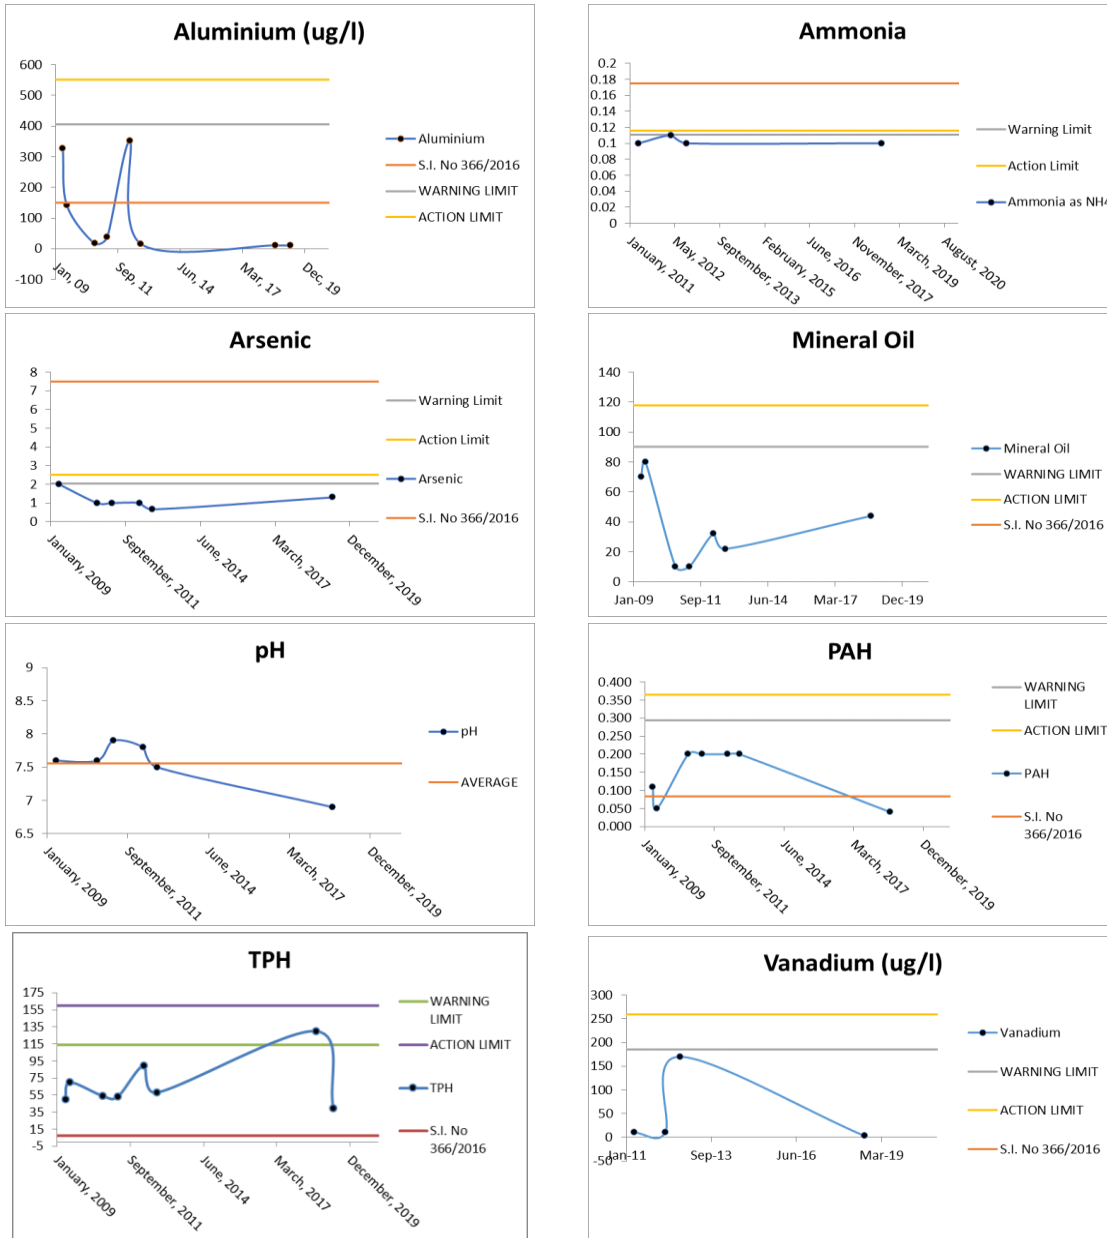 Aluminium (ug/l)
600
500
400
300
200
100
0
-100
Jan, 09
Sep, 11
Jun, 14
Mar, 17
Dec, 19
Aluminium
S.I. No 366/2016
WARNING LIMIT
ACTION LIMIT
Ammonia
0.2
0.18
0.16
0.14
0.12
0.1
0.08
0.06
0.04
0.02
0
January, 2011
May, 2012
September, 2013
February, 2015
June, 2016
November, 2017
March, 2019
August, 2020
Warning Limit
Action Limit
Ammonia as NH4
Arsenic
8
7
6
5
4
3
2
1
0
January, 2009
September, 2011
June, 2014
March, 2017
December, 2019
Warning Limit
Action Limit
Arsenic
S.I. No 366/2016
Mineral Oil
140
120
100
80
60
40
20
0
Jan-09
Sep-11
Jun-14
Mar-17
Dec-19
Mineral Oil
WARNING LIMIT
ACTION LIMIT
S.I. No 366/2016
pH
9
8.5
8
7.5
7
6.5
January, 2009
September, 2011
June, 2014
March, 2017
December, 2019
pH
AVERAGE
PAH
0.400
0.350
0.300
0.250
0.200
0.150
0.100
0.050
0.000
January, 2009
September, 2011
June, 2014
March, 2017
December, 2019
WARNING
LIMIT
ACTION LIMIT
PAH
S.I. No
366/2016
TPH
175
155
135
115
95
75
55
35
15
-5
January, 2009
September, 2011
June, 2014
March, 2017
December, 2019
WARNING
LIMIT
ACTION LIMIT
TPH
S.I. No
366/2016
Vanadium (ug/l)
300
250
200
150
100
50
0
-50
Jan-11
Sep-13
Jun-16
Mar-19
Vanadium
WARNING LIMIT
ACTION LIMIT
S.I. No 366/2016